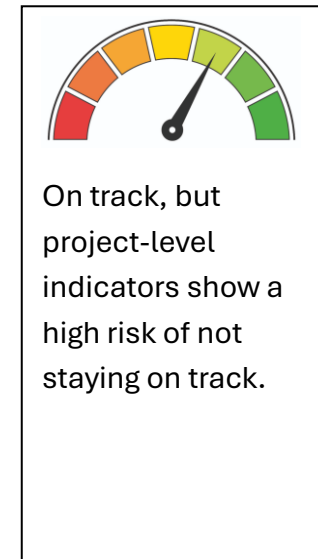 On track, but
project-level
indicators show a
high risk of not
staying on track.